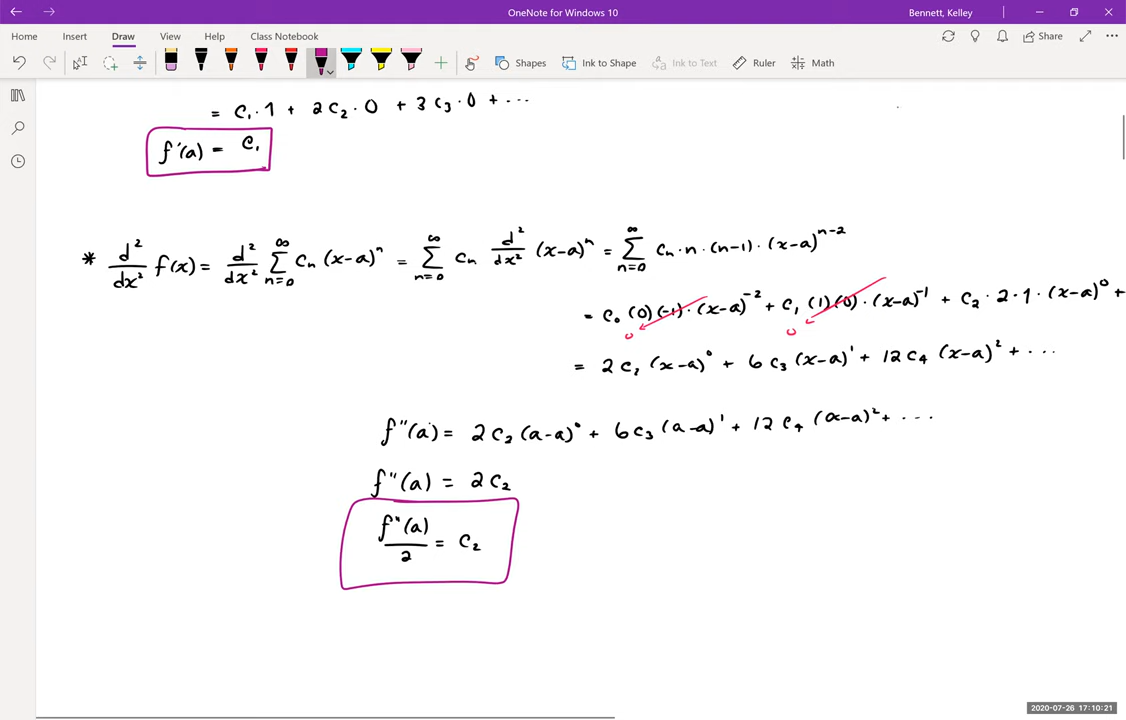 OneNote for Windows 10
Bennett, Kelley
Home Insert Draw View Help Class Notebook
Share
Shapes Ink to Shape Ink to Text Ruler Math
= c₁·1 + 2c₂·0 + 3c₃·0 + ...
f'(a) = c₁
* d²/dx² f(x) = d²/dx² ∑_{n=0}^{∞} cₙ(x-a)ⁿ = ∑_{n=0}^{∞} cₙ d²/dx² (x-a)ⁿ = ∑_{n=0}^{∞} cₙ·n·(n-1)·(x-a)ⁿ⁻²
= c₀(0)(-1)·(x-a)⁻² + c₁(1)(0)·(x-a)⁻¹ + c₂·2·1·(x-a)⁰ +
0 0
= 2c₂(x-a)⁰ + 6c₃(x-a)¹ + 12c₄(x-a)² + ...
f''(a) = 2c₂(a-a)⁰ + 6c₃(a-a)¹ + 12c₄(a-a)² + ...
f''(a) = 2c₂
f''(a)/2 = c₂
2020-07-26 17:10:21